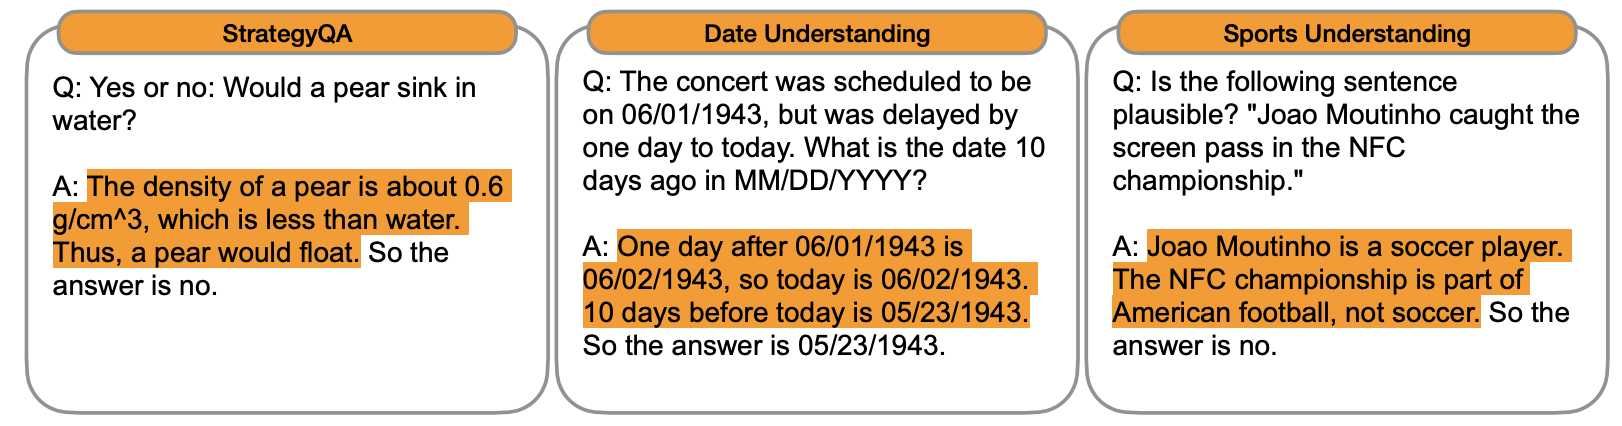 StrategyQA
Q: Yes or no: Would a pear sink in
water?
A: The density of a pear is about 0.6
g/cm^3, which is less than water.
Thus, a pear would float. So the
answer is no.
Date Understanding
Q: The concert was scheduled to be
on 06/01/1943, but was delayed by
one day to today. What is the date 10
days ago in MM/DD/YYYY?
A: One day after 06/01/1943 is
06/02/1943, so today is 06/02/1943.
10 days before today is 05/23/1943.
So the answer is 05/23/1943.
Sports Understanding
Q: Is the following sentence
plausible? "Joao Moutinho caught the
screen pass in the NFC
championship."
A: Joao Moutinho is a soccer player.
The NFC championship is part of
American football, not soccer. So the
answer is no.